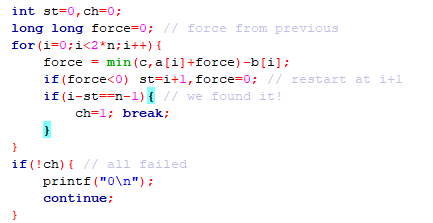 int st=0,ch=0;
long long force=0; // force from previous
for(i=0;i<2*n;i++){
    force = min(c,a[i]+force)-b[i];
    if(force<0) st=i+1,force=0; // restart at i+1
    if(i-st==n-1){ // we found it!
        ch=1; break;
    }
}
if(!ch){ // all failed
    printf("0\n");
    continue;
}